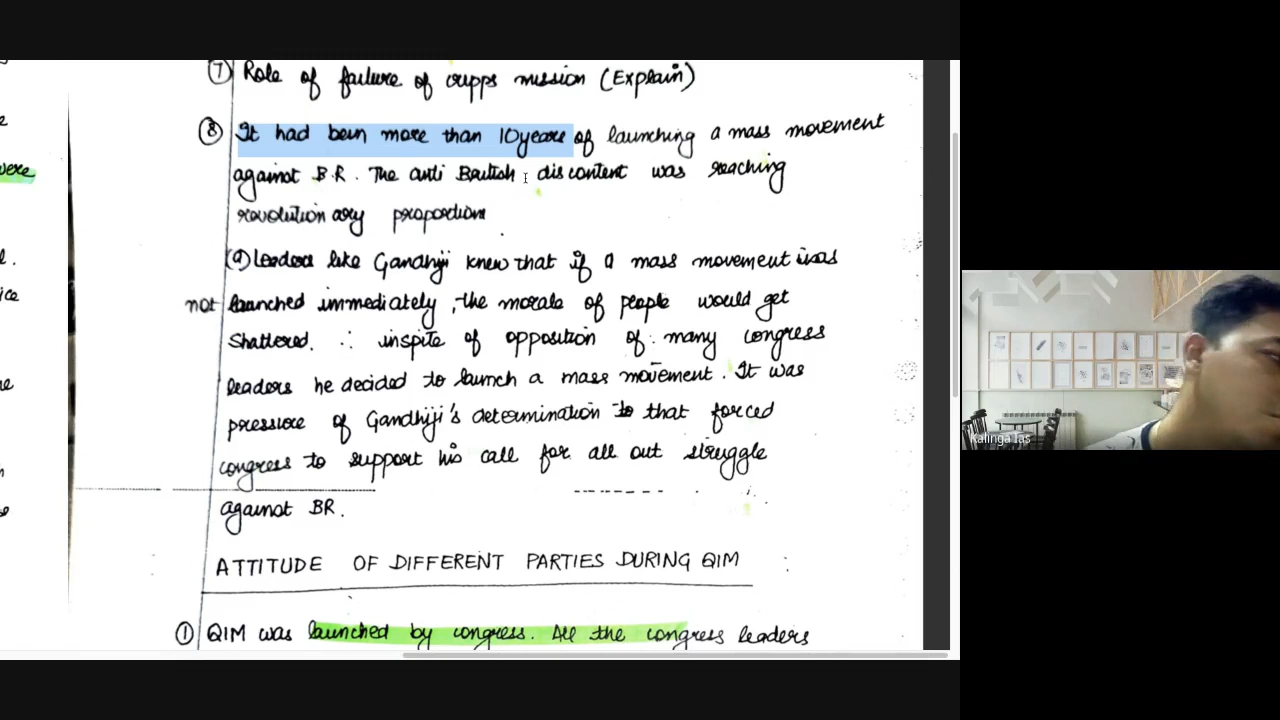 ⑦ Role of failure of cripps mission (Explain)
e
⑧ It had been more than 10 years of launching a mass movement
were
against B.R. The anti British discontent was reaching
revolutionary proportion
l.
(9) Leaders like Gandhiji knew that if a mass movement was
ice
not launched immediately, the morale of people would get
shattered. ∴ inspite of opposition of many congress
leaders he decided to launch a mass movement. It was
pressure of Gandhiji's determination to that forced
congress to support his call for all out struggle
against BR.
ATTITUDE OF DIFFERENT PARTIES DURING QIM
① QIM was launched by congress. All the congress leaders
Kalinga Ias